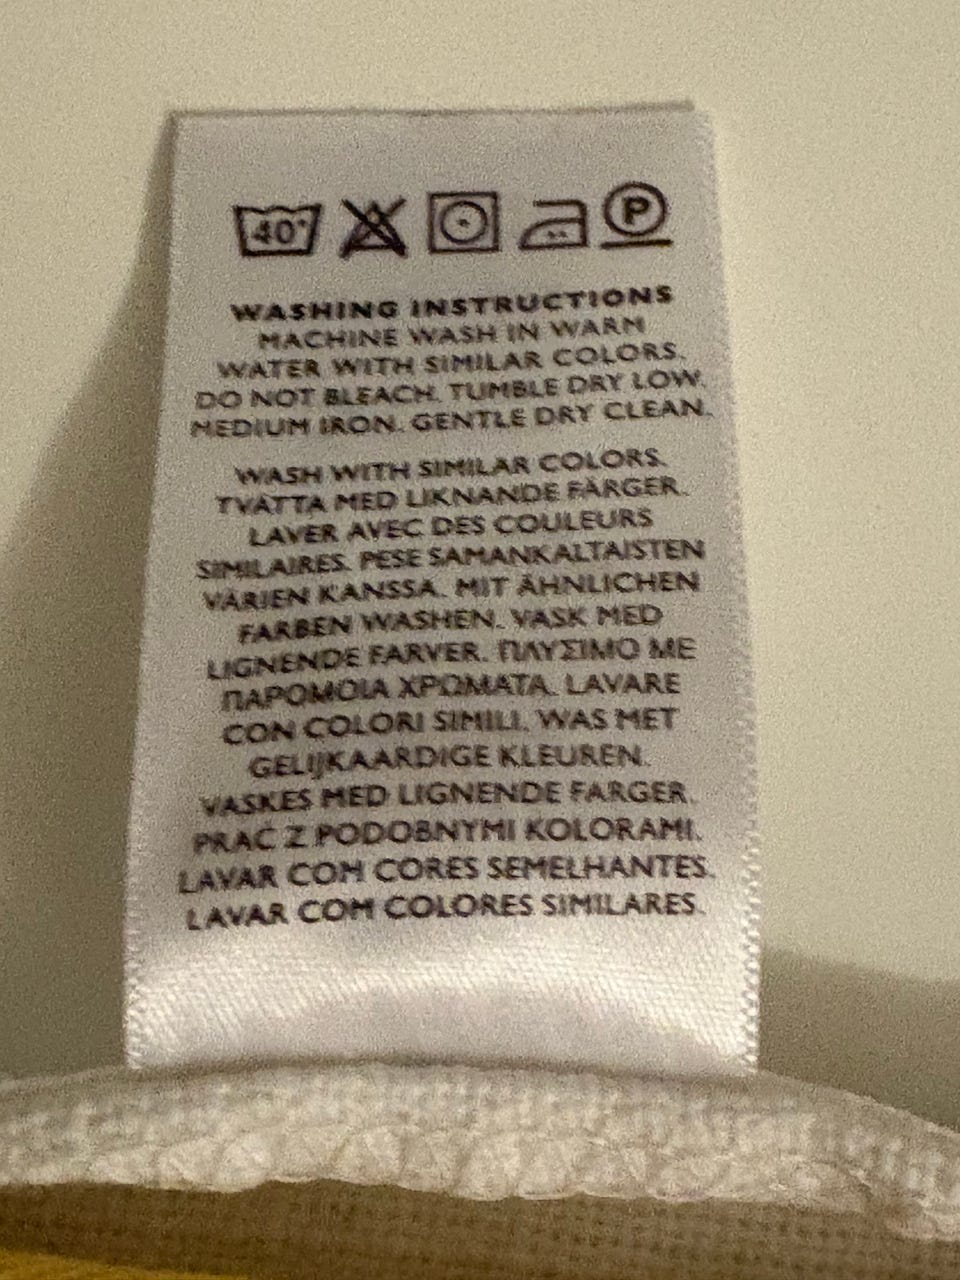 40°
P
WASHING INSTRUCTIONS
MACHINE WASH IN WARM
WATER WITH SIMILAR COLORS.
DO NOT BLEACH. TUMBLE DRY LOW.
MEDIUM IRON. GENTLE DRY CLEAN.
WASH WITH SIMILAR COLORS.
TVÄTTA MED LIKNANDE FÄRGER.
LAVER AVEC DES COULEURS
SIMILAIRES. PESE SAMANKALTAISTEN
VÄRIEN KANSSA. MIT ÄHNLICHEN
FARBEN WASHEN. VASK MED
LIGNENDE FARVER. ΠΛΥΣΙΜΟ ΜΕ
ΠΑΡΟΜΟΙΑ ΧΡΩΜΑΤΑ. LAVARE
CON COLORI SIMILI. WAS MET
GELIJKAARDIGE KLEUREN.
VASKES MED LIGNENDE FARGER.
PRAĆ Z PODOBNYMI KOLORAMI.
LAVAR COM CORES SEMELHANTES.
LAVAR COM COLORES SIMILARES.